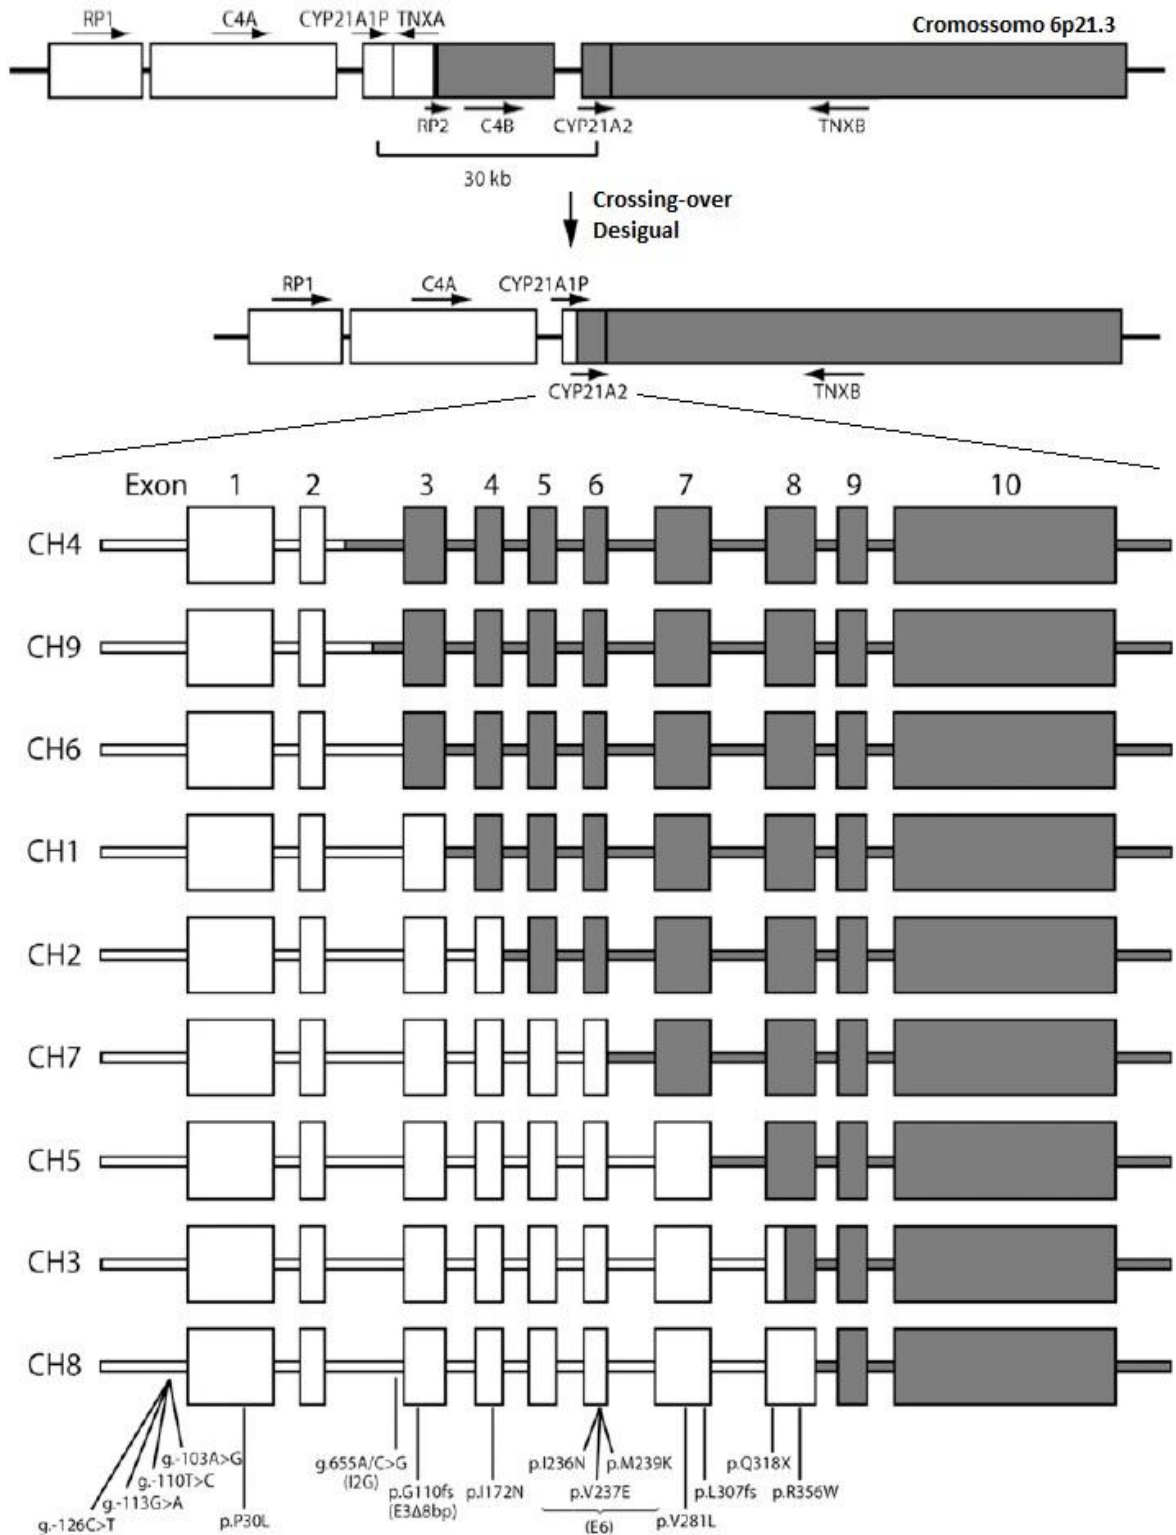 RP1 C4A CYP21A1P TNXA Cromossomo 6p21.3
RP2 C4B CYP21A2 TNXB
30 kb
Crossing-over
Desigual
RP1 C4A CYP21A1P
CYP21A2 TNXB
Exon 1 2 3 4 5 6 7 8 9 10
CH4
CH9
CH6
CH1
CH2
CH7
CH5
CH3
CH8
g.-103A>G g.655A/C>G p.I236N p.M239K p.Q318X
g.-110T>C (I2G) p.G110fs p.I172N p.V237E p.L307fs p.R356W
g.-113G>A (E3Δ8bp)
g.-126C>T p.P30L (E6) p.V281L